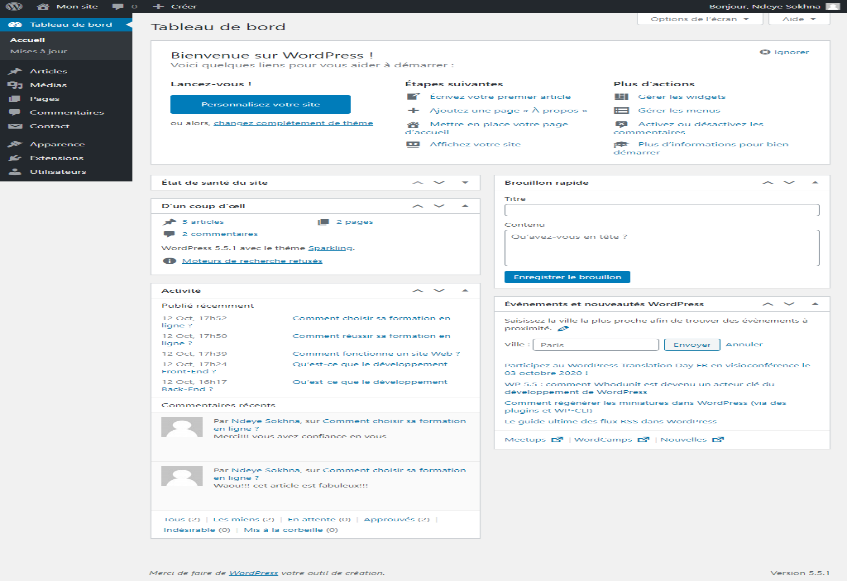 Mon site 0 + Créer Bonjour, Ndeye Sokhna
Tableau de bord
Accueil
Mises à jour
Articles
Médias
Pages
Commentaires
Contact
Apparence
Extensions
Utilisateurs
Options de l'écran ▼ Aide ▼
Tableau de bord
Bienvenue sur WordPress !
Ignorer
Voici quelques liens pour vous aider à démarrer :
Lancez-vous !
Personnalisez votre site
ou alors, changez complètement de thème
Étapes suivantes
Écrivez votre premier article
Ajoutez une page « À propos »
Mettre en place votre page
d'accueil
Affichez votre site
Plus d'actions
Gérer les widgets
Gérer les menus
Activez ou désactivez les
commentaires
Plus d'informations pour bien
démarrer
État de santé du site
D'un coup d'œil
5 articles 2 pages
2 commentaires
WordPress 5.5.1 avec le thème Sparkling.
Moteurs de recherche refusés
Activité
Publié récemment
12 Oct, 17h52 Comment choisir sa formation en
ligne ?
12 Oct, 17h50 Comment réussir sa formation en
ligne ?
12 Oct, 17h39 Comment fonctionne un site Web ?
12 Oct, 17h24 Qu'est-ce que le développement
Front-End ?
12 Oct, 16h17 Qu'est ce que le développement
Back-End ?
Commentaires récents
Par Ndeye Sokhna, sur Comment choisir sa formation
en ligne ?
Merci!!! vous avez confiance en vous
Par Ndeye Sokhna, sur Comment choisir sa formation
en ligne ?
Waou!!! cet article est fabuleux!!!
Tous (2) | Les miens (2) | En attente (0) | Approuvés (2) |
Indésirable (0) | Mis à la corbeille (0)
Brouillon rapide
Titre
Contenu
Qu'avez-vous en tête ?
Enregistrer le brouillon
Évènements et nouveautés WordPress
Saisissez la ville la plus proche afin de trouver des évènements à
proximité.
Ville : Paris Envoyer Annuler
Participez au WordPress Translation Day FR en visioconférence le
03 octobre 2020 !
WP 5.5 : comment Whodunit est devenu un acteur clé du
développement de WordPress
Comment régénérer les miniatures dans WordPress (via des
plugins et WP-CLI)
Le guide ultime des flux RSS dans WordPress
Meetups | WordCamps | Nouvelles
Merci de faire de WordPress votre outil de création.
Version 5.5.1